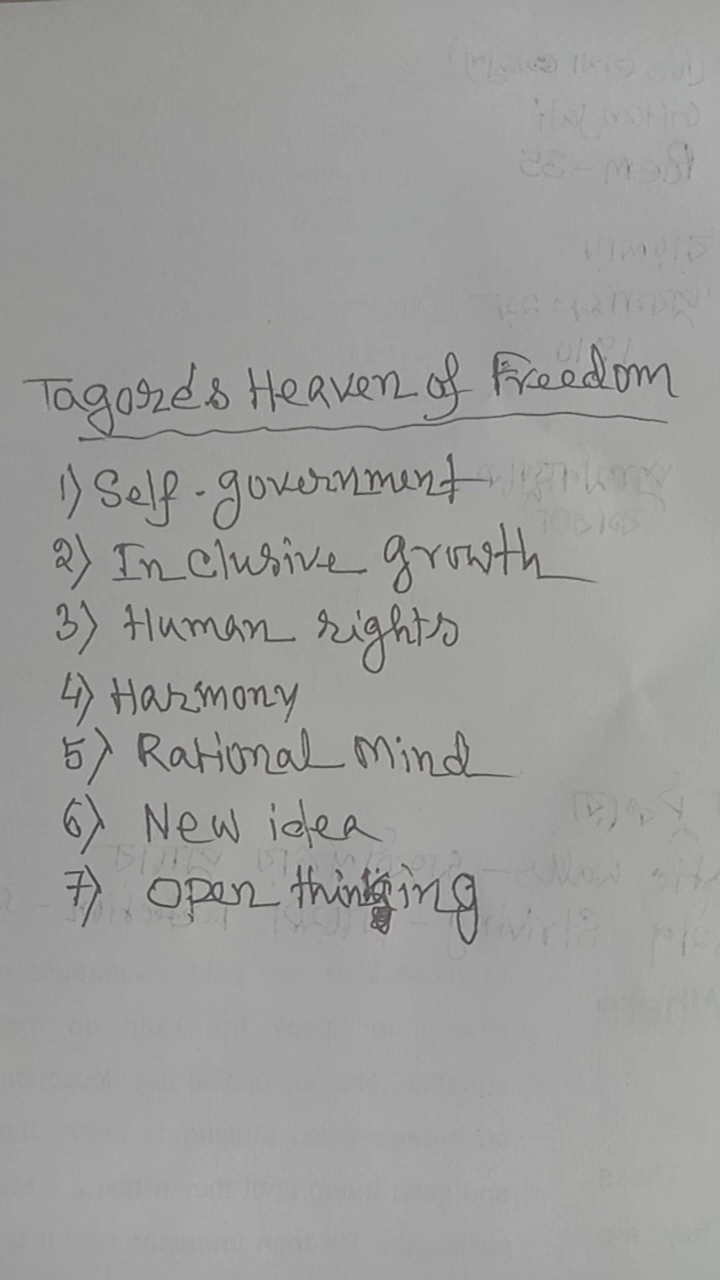 Tagore's Heaven of Freedom
1) Self-government
2) Inclusive growth
3) Human rights
4) Harmony
5) Rational Mind
6) New idea
7) Open thinking